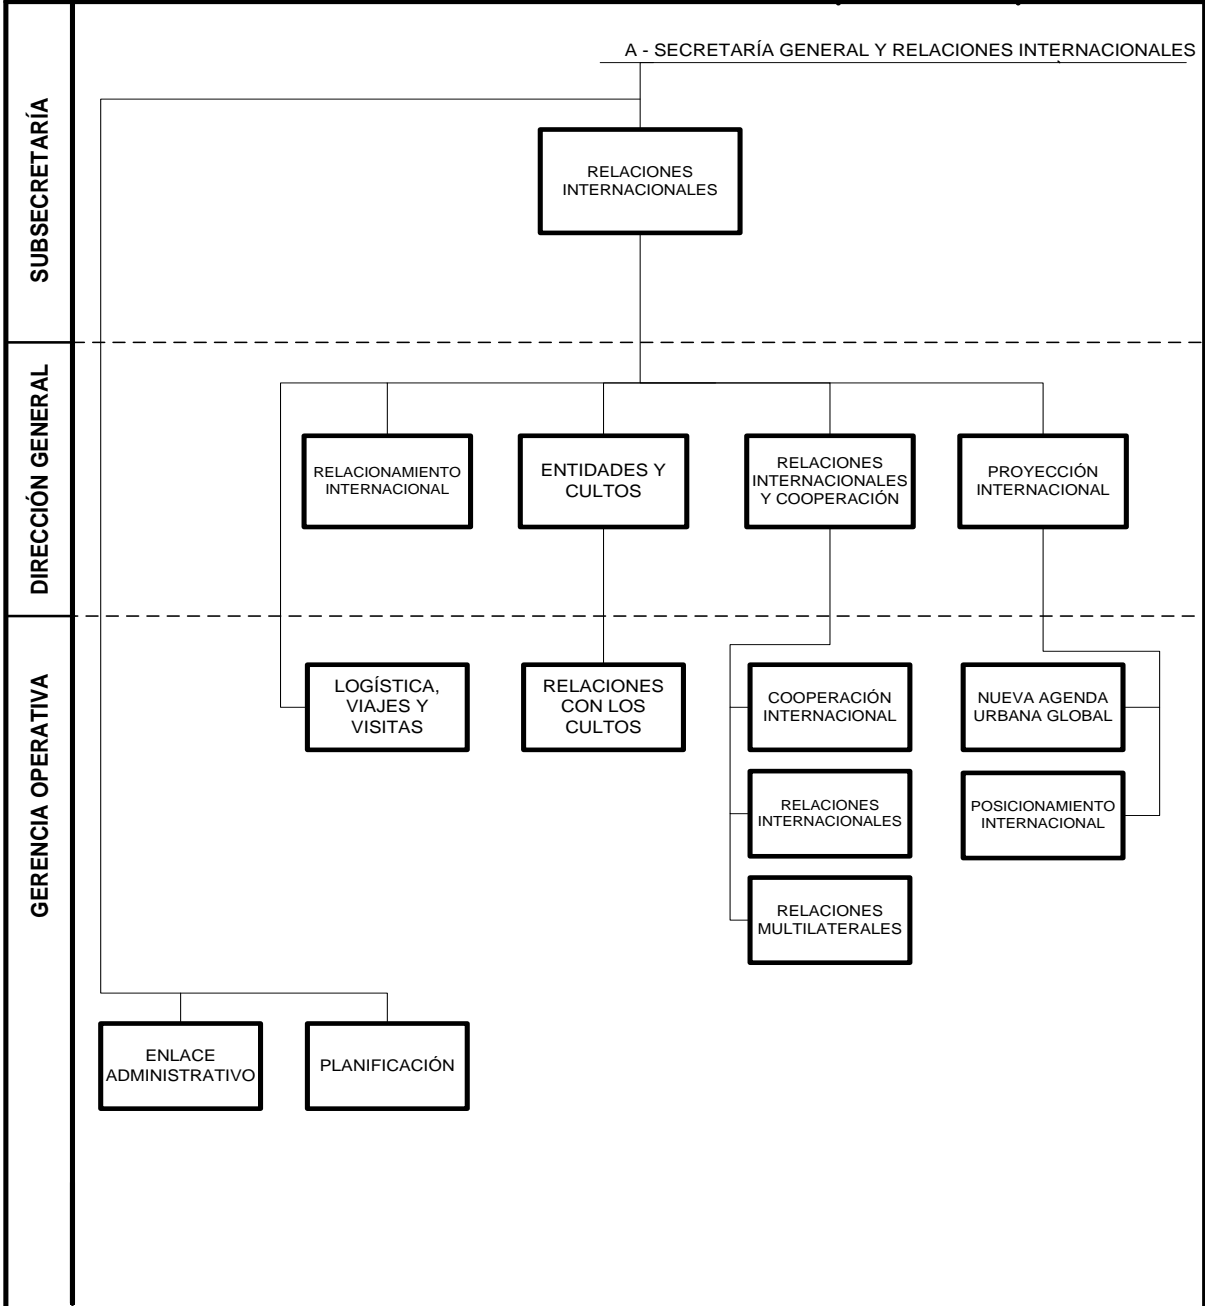 A - SECRETARÍA GENERAL Y RELACIONES INTERNACIONALES
SUBSECRETARÍA
RELACIONES
INTERNACIONALES
DIRECCIÓN GENERAL
RELACIONAMIENTO
INTERNACIONAL
ENTIDADES Y
CULTOS
RELACIONES
INTERNACIONALES
Y COOPERACIÓN
PROYECCIÓN
INTERNACIONAL
GERENCIA OPERATIVA
LOGÍSTICA,
VIAJES Y
VISITAS
RELACIONES
CON LOS
CULTOS
COOPERACIÓN
INTERNACIONAL
NUEVA AGENDA
URBANA GLOBAL
RELACIONES
INTERNACIONALES
POSICIONAMIENTO
INTERNACIONAL
RELACIONES
MULTILATERALES
ENLACE
ADMINISTRATIVO
PLANIFICACIÓN